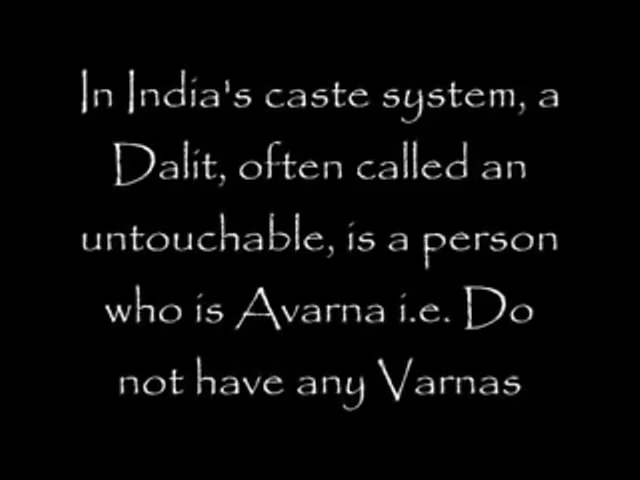 In India's caste system, a
Dalit, often called an
untouchable, is a person
who is Avarna i.e. Do
not have any Varnas